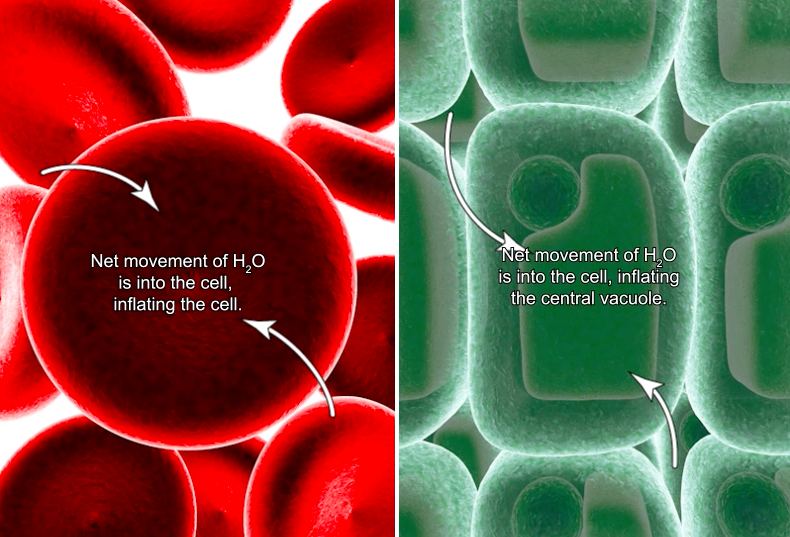 Net movement of H₂O
is into the cell,
inflating the cell.
Net movement of H₂O
is into the cell, inflating
the central vacuole.